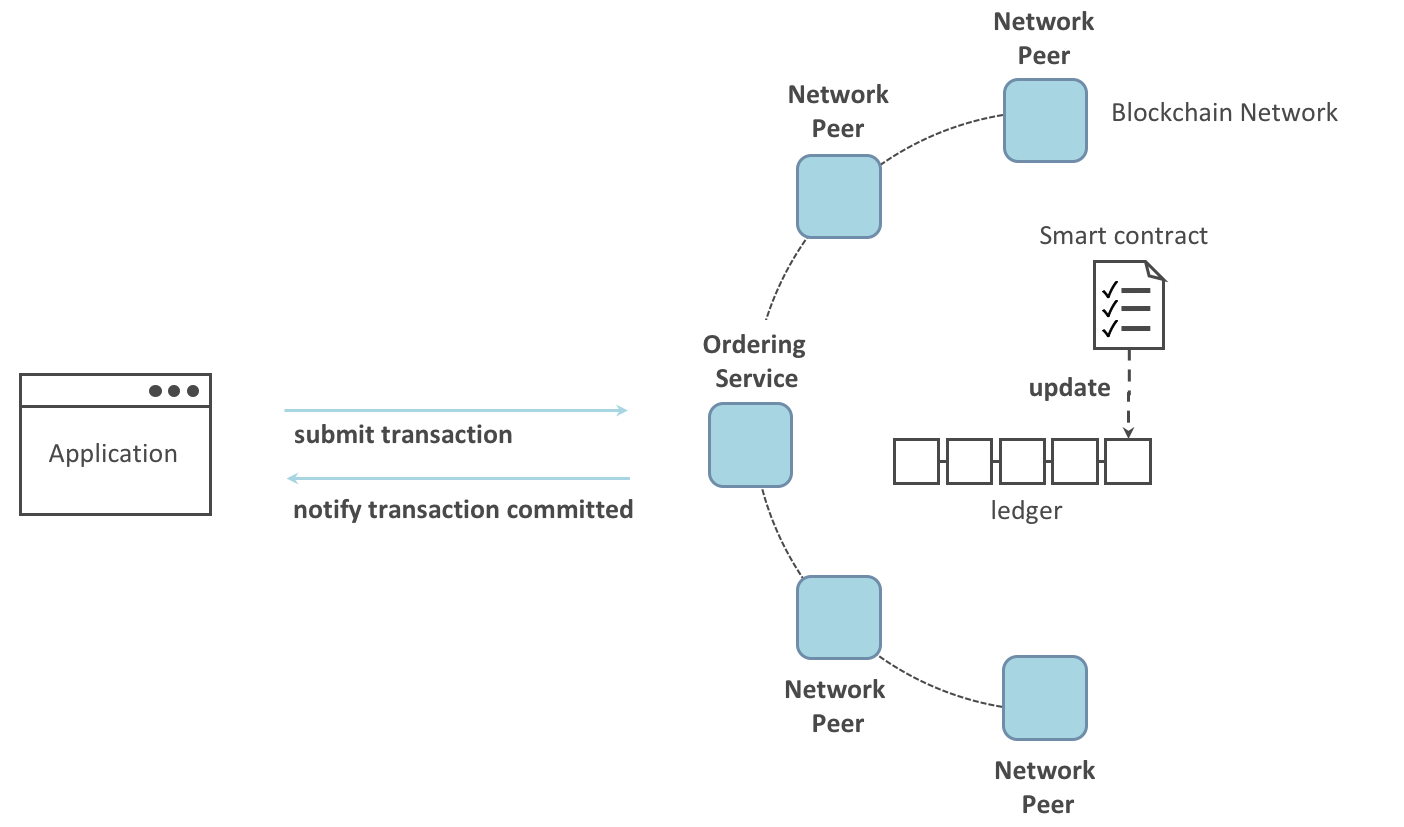 Network
Peer
Network
Peer
Blockchain Network
Smart contract
Ordering
Service
update
submit transaction
Application
notify transaction committed
ledger
Network
Peer
Network
Peer